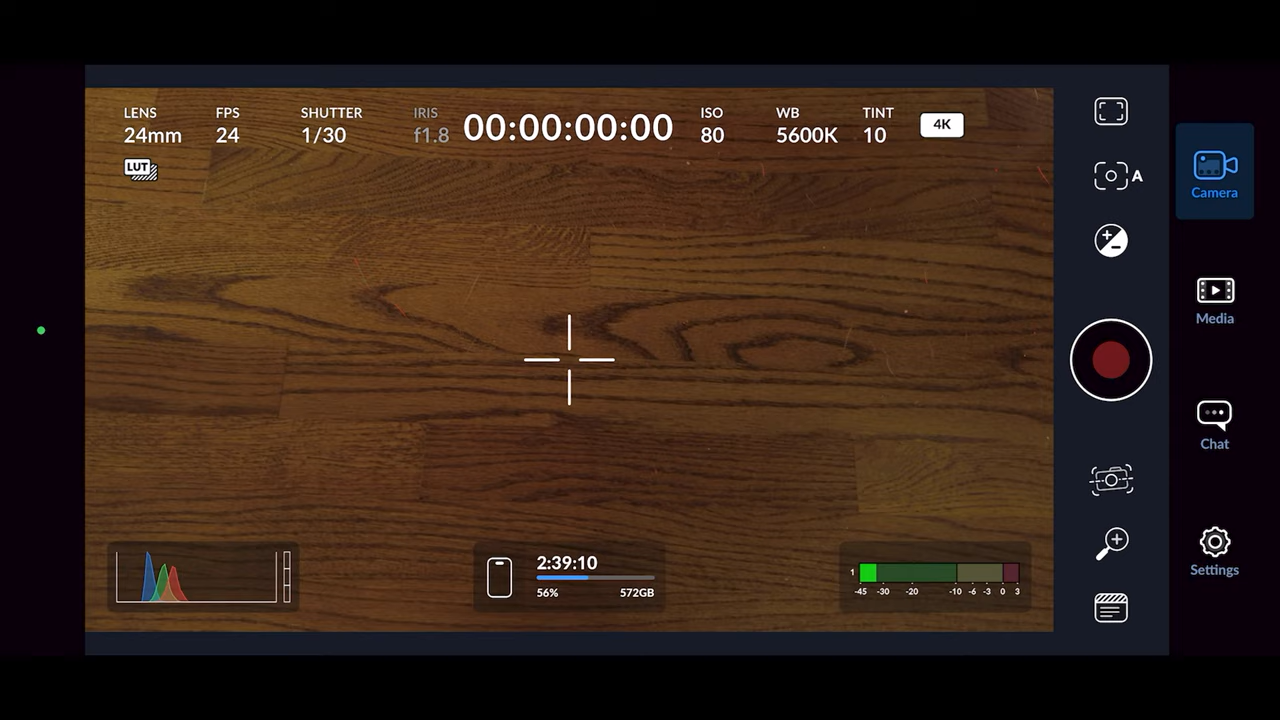 LENS FPS SHUTTER IRIS 00:00:00:00 ISO WB TINT 4K
24mm 24 1/30 f1.8 80 5600K 10
LUT
A
Camera
Media
Chat
Settings
2:39:10
56% 572GB
1
-45 -30 -20 -10 -6 -3 0 3